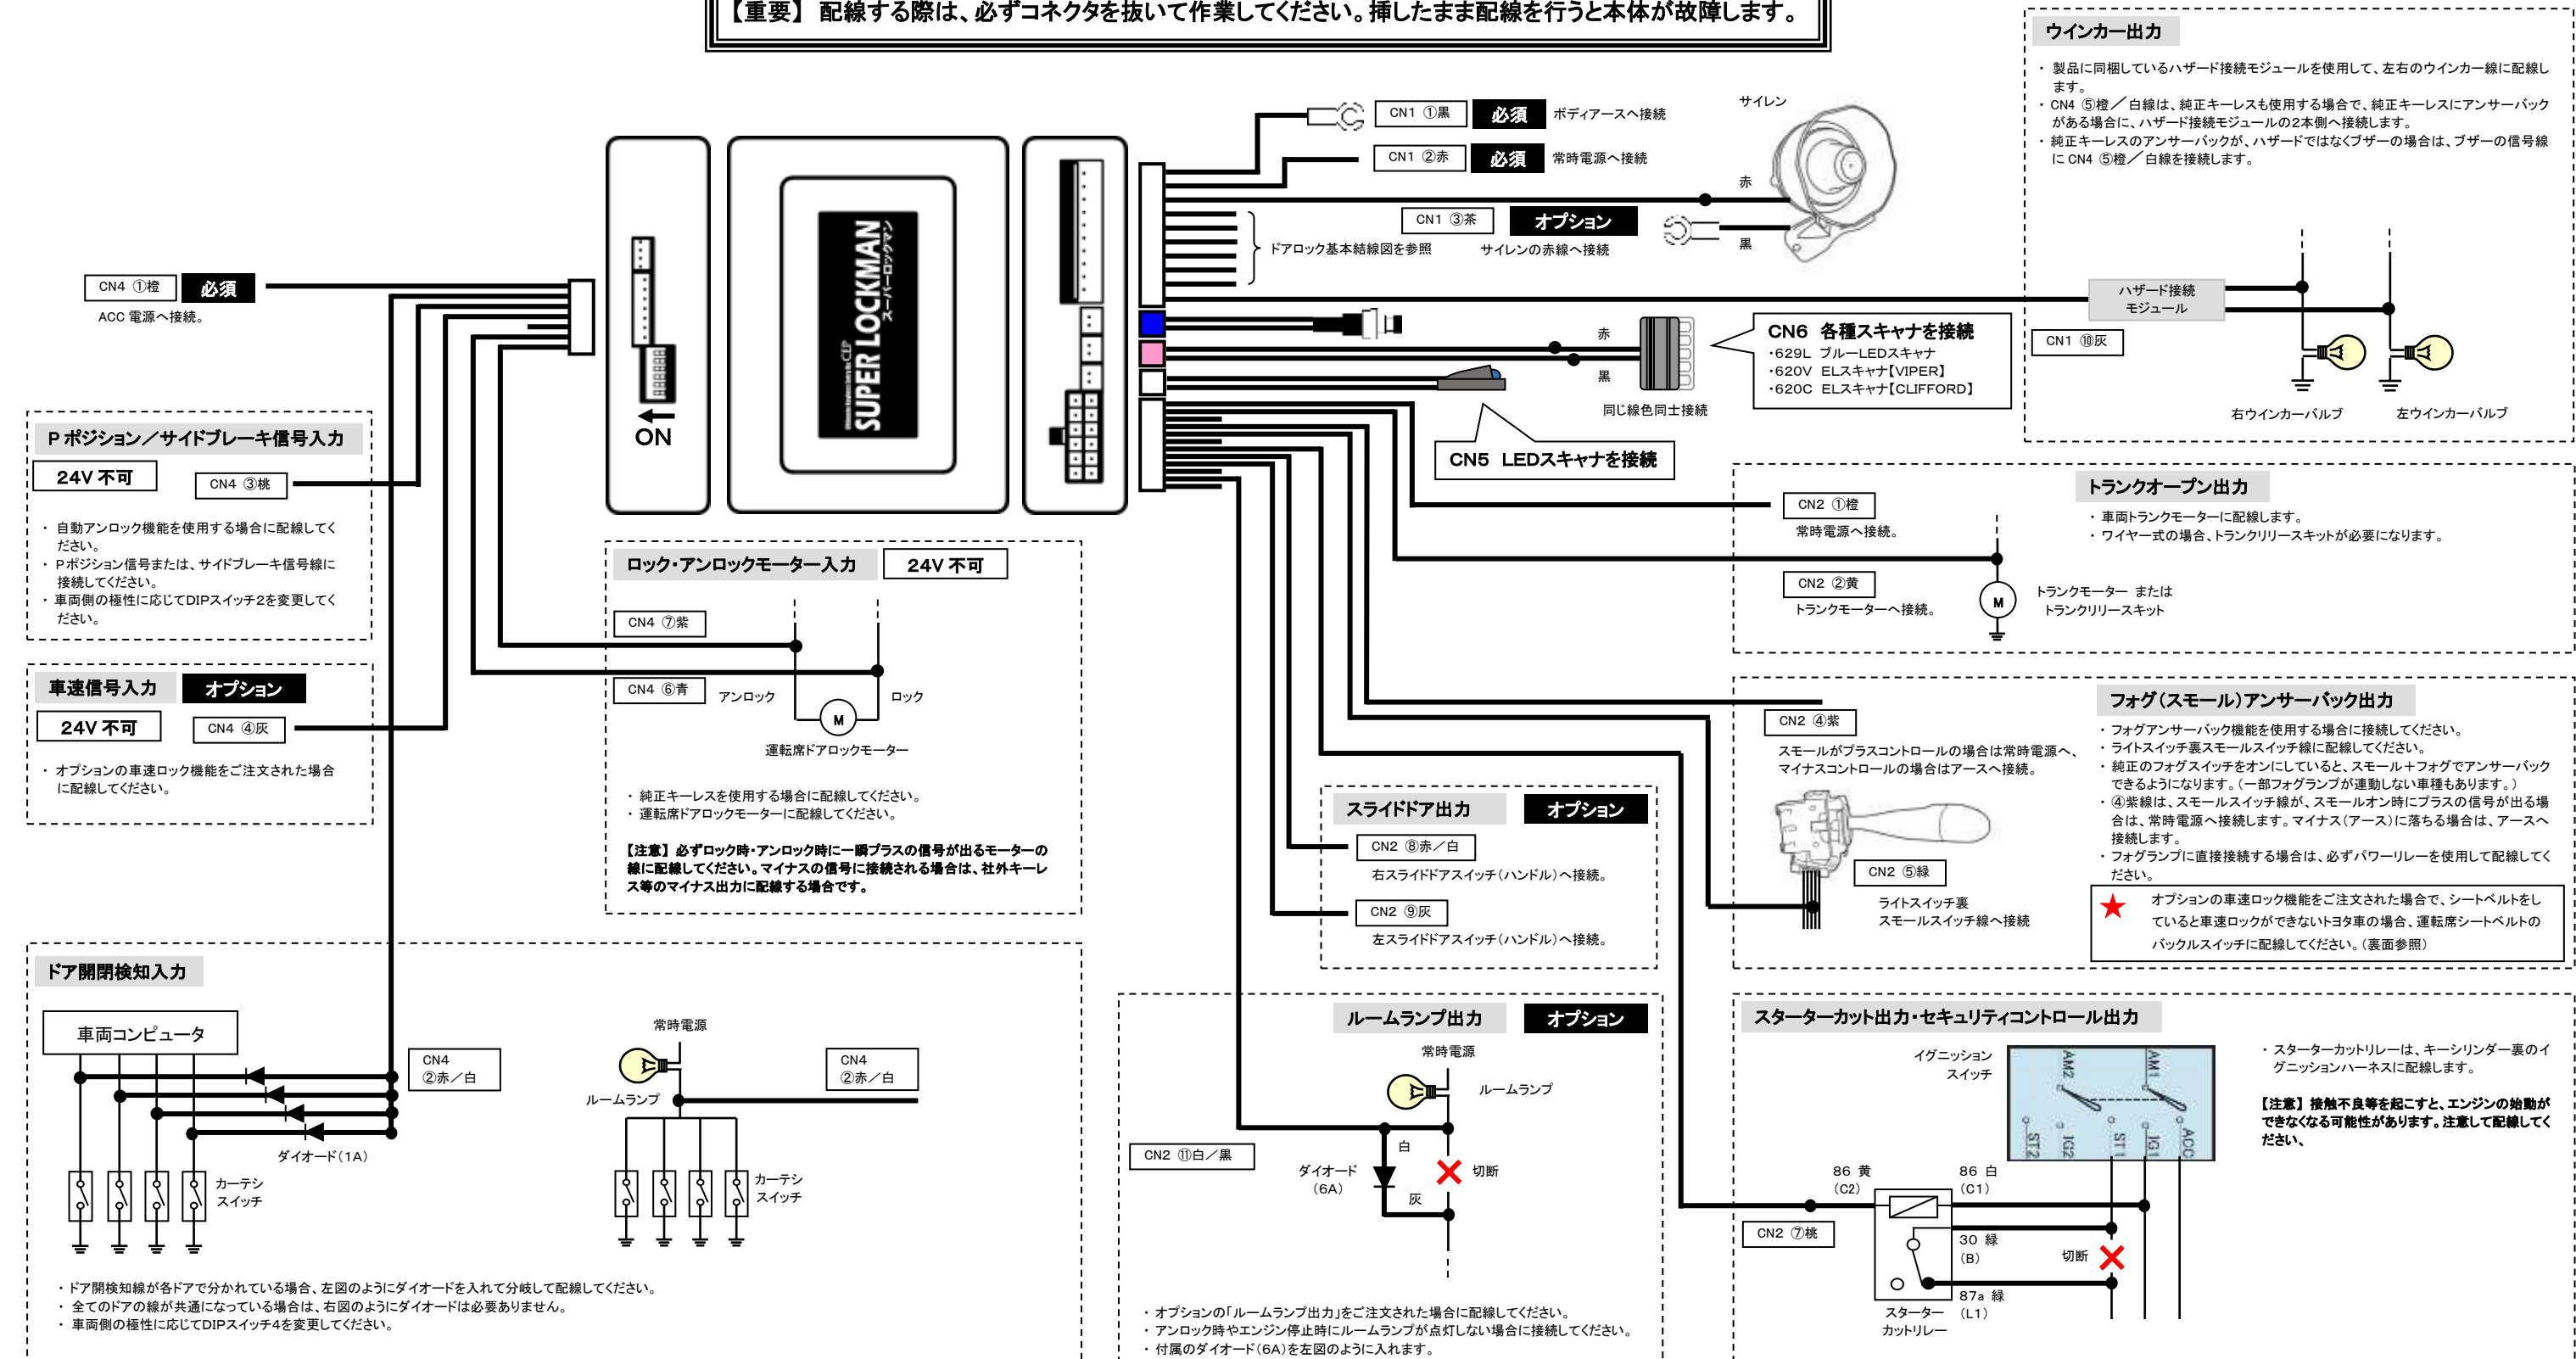 【重要】 配線する際は、必ずコネクタを抜いて作業してください。挿したまま配線を行うと本体が故障します。
CN4 ①橙
必須
ACC 電源へ接続。
P ポジション／サイドブレーキ信号入力
24V 不可
CN4 ③桃
・ 自動アンロック機能を使用する場合に配線してく
ださい。
・ Pポジション信号または、サイドブレーキ信号線に
接続してください。
・ 車両側の極性に応じてDIPスイッチ2を変更してく
ださい。
車速信号入力
オプション
24V 不可
CN4 ④灰
・ オプションの車速ロック機能をご注文された場合
に配線してください。
ON
SUPER LOCKMAN
スーパーロックマン
ロック・アンロックモーター入力
24V 不可
CN4 ⑦紫
CN4 ⑥青
アンロック
ロック
M
運転席ドアロックモーター
・ 純正キーレスを使用する場合に配線してください。
・ 運転席ドアロックモーターに配線してください。
【注意】 必ずロック時・アンロック時に一瞬プラスの信号が出るモーターの
線に配線してください。マイナスの信号に接続される場合は、社外キーレ
ス等のマイナス出力に配線する場合です。
ドア開閉検知入力
車両コンピュータ
CN4
②赤／白
ダイオード（1A）
カーテシ
スイッチ
常時電源
ルームランプ
CN4
②赤／白
カーテシ
スイッチ
・ ドア開検知線が各ドアで分かれている場合、左図のようにダイオードを入れて分岐して配線してください。
・ 全てのドアの線が共通になっている場合は、右図のようにダイオードは必要ありません。
・ 車両側の極性に応じてDIPスイッチ4を変更してください。
CN1 ①黒
必須
ボディアースへ接続
CN1 ②赤
必須
常時電源へ接続
サイレン
赤
CN1 ③茶
オプション
黒
ドアロック基本結線図を参照
サイレンの赤線へ接続
赤
黒
同じ線色同士接続
CN6 各種スキャナを接続
・629L ブルーLEDスキャナ
・620V ELスキャナ【VIPER】
・620C ELスキャナ【CLIFFORD】
CN5 LEDスキャナを接続
ウインカー出力
・ 製品に同梱しているハザード接続モジュールを使用して、左右のウインカー線に配線し
ます。
・ CN4 ⑤橙／白線は、純正キーレスも使用する場合で、純正キーレスにアンサーバック
がある場合に、ハザード接続モジュールの2本側へ接続します。
・ 純正キーレスのアンサーバックが、ハザードではなくブザーの場合は、ブザーの信号線
に CN4 ⑤橙／白線を接続します。
ハザード接続
モジュール
CN1 ⑩灰
右ウインカーバルブ
左ウインカーバルブ
トランクオープン出力
CN2 ①橙
常時電源へ接続。
・ 車両トランクモーターに配線します。
・ ワイヤー式の場合、トランクリリースキットが必要になります。
CN2 ②黄
トランクモーターへ接続。
M
トランクモーター または
トランクリリースキット
フォグ（スモール）アンサーバック出力
CN2 ④紫
スモールがプラスコントロールの場合は常時電源へ、
マイナスコントロールの場合はアースへ接続。
・ フォグアンサーバック機能を使用する場合に接続してください。
・ ライトスイッチ裏スモールスイッチ線に配線してください。
・ 純正のフォグスイッチをオンにしていると、スモール＋フォグでアンサーバック
できるようになります。（一部フォグランプが連動しない車種もあります。）
・ ④紫線は、スモールスイッチ線が、スモールオン時にプラスの信号が出る場
合は、常時電源へ接続します。マイナス（アース）に落ちる場合は、アースへ
接続します。
・ フォグランプに直接接続する場合は、必ずパワーリレーを使用して配線してく
ださい。
CN2 ⑤緑
ライトスイッチ裏
スモールスイッチ線へ接続
★ オプションの車速ロック機能をご注文された場合で、シートベルトをし
ていると車速ロックができないトヨタ車の場合、運転席シートベルトの
バックルスイッチに配線してください。（裏面参照）
スライドドア出力
オプション
CN2 ⑧赤／白
右スライドドアスイッチ（ハンドル）へ接続。
CN2 ⑨灰
左スライドドアスイッチ（ハンドル）へ接続。
ルームランプ出力
オプション
常時電源
ルームランプ
CN2 ⑪白／黒
白
ダイオード
（6A）
切断
灰
・ オプションの「ルームランプ出力」をご注文された場合に配線してください。
・ アンロック時やエンジン停止時にルームランプが点灯しない場合に接続してください。
・ 付属のダイオード（6A）を左図のように入れます。
スターターカット出力・セキュリティコントロール出力
イグニッション
スイッチ
AM2
AM1
ST2
IG2
ST1
IG1
ACC
・ スターターカットリレーは、キーシリンダー裏のイ
グニッションハーネスに配線します。
【注意】 接触不良等を起こすと、エンジンの始動が
できなくなる可能性があります。注意して配線してく
ださい、
86 黄
（C2）
86 白
（C1）
CN2 ⑦桃
30 緑
（B）
切断
87a 緑
（L1）
スターター
カットリレー